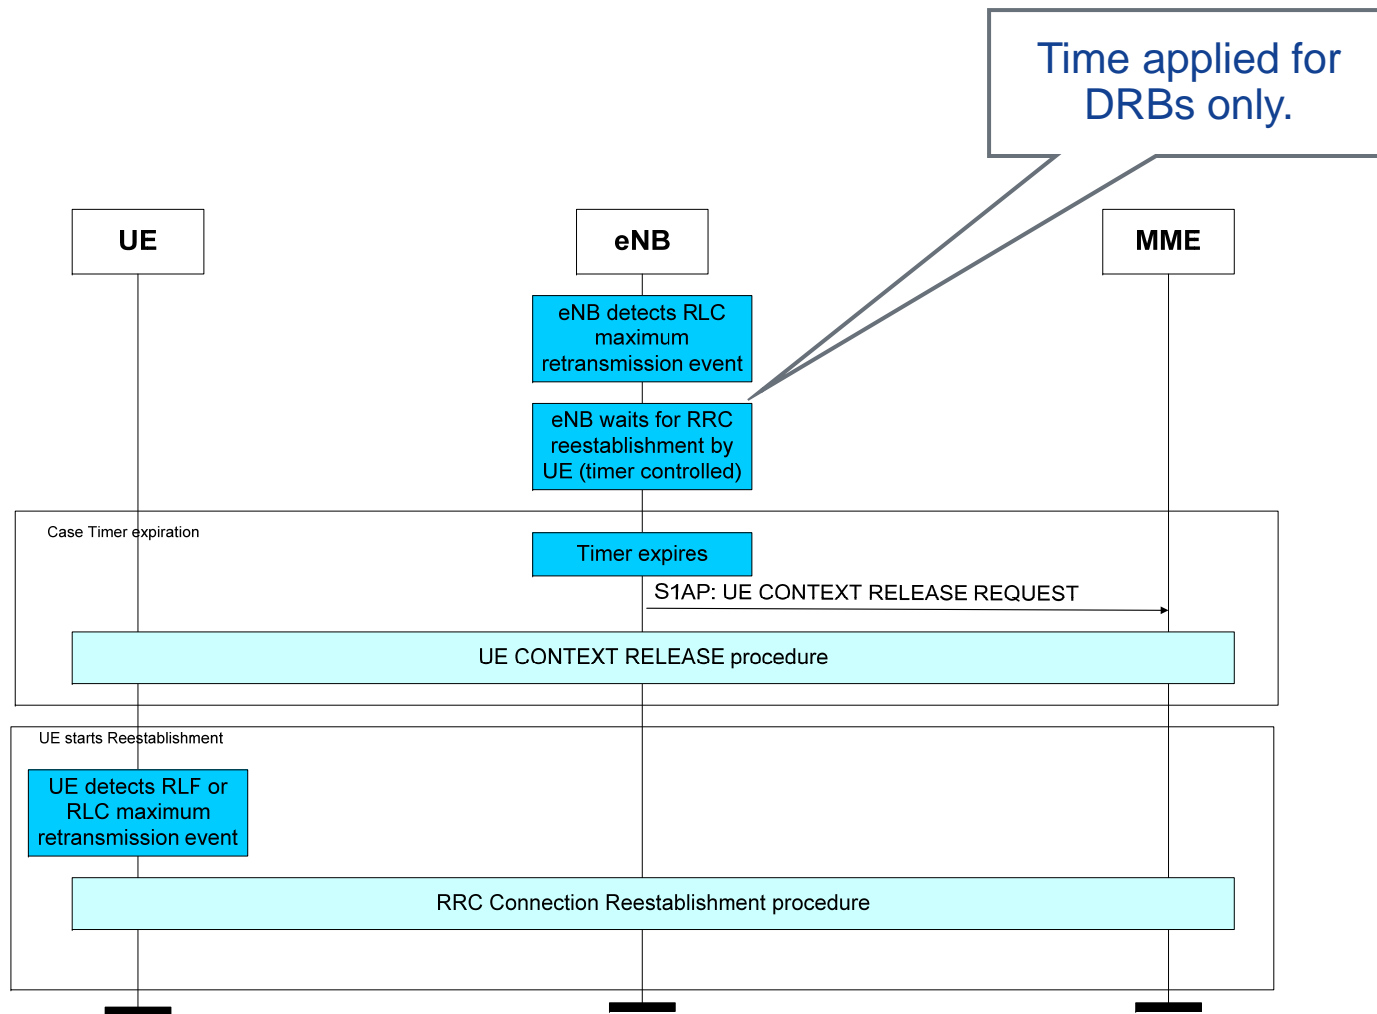 Time applied for
DRBs only.
UE
eNB
MME
eNB detects RLC
maximum
retransmission event
eNB waits for RRC
reestablishment by
UE (timer controlled)
Case Timer expiration
Timer expires
S1AP: UE CONTEXT RELEASE REQUEST
UE CONTEXT RELEASE procedure
UE starts Reestablishment
UE detects RLF or
RLC maximum
retransmission event
RRC Connection Reestablishment procedure